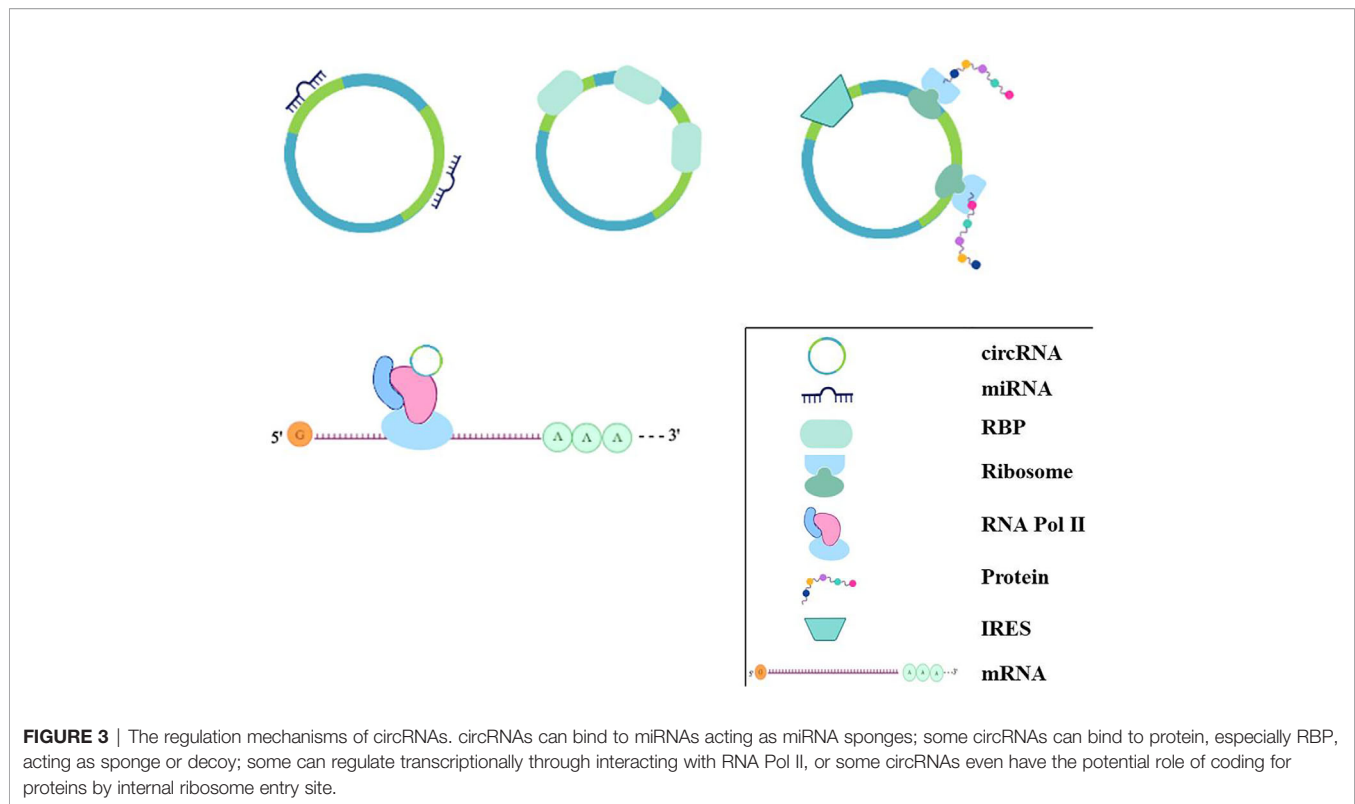 5' G A A A - - - 3'
circRNA
miRNA
RBP
Ribosome
RNA Pol II
Protein
IRES
5' G A A A ---3' mRNA
FIGURE 3 | The regulation mechanisms of circRNAs. circRNAs can bind to miRNAs acting as miRNA sponges; some circRNAs can bind to protein, especially RBP,
acting as sponge or decoy; some can regulate transcriptionally through interacting with RNA Pol II, or some circRNAs even have the potential role of coding for
proteins by internal ribosome entry site.